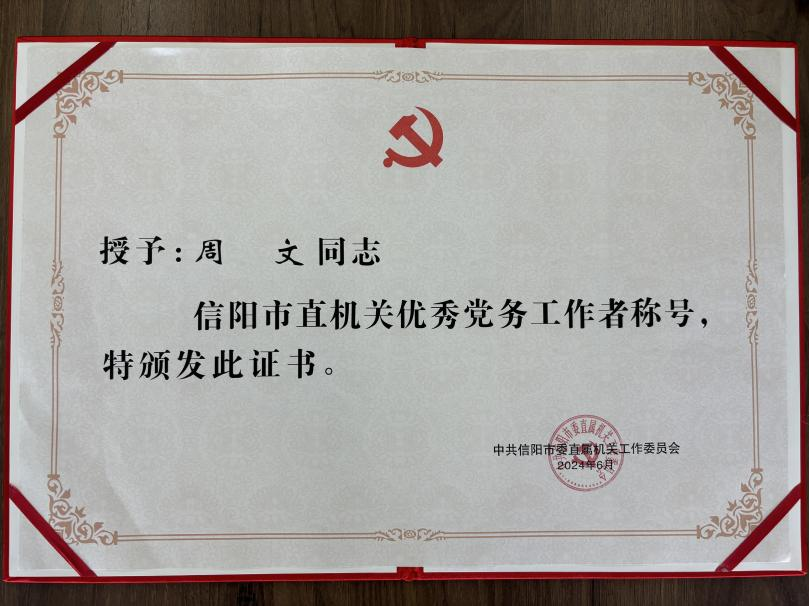 授予：周 文 同志
信阳市直机关优秀党务工作者称号，
特颁发此证书。
中共信阳市委直属机关工作委员会
2024年6月